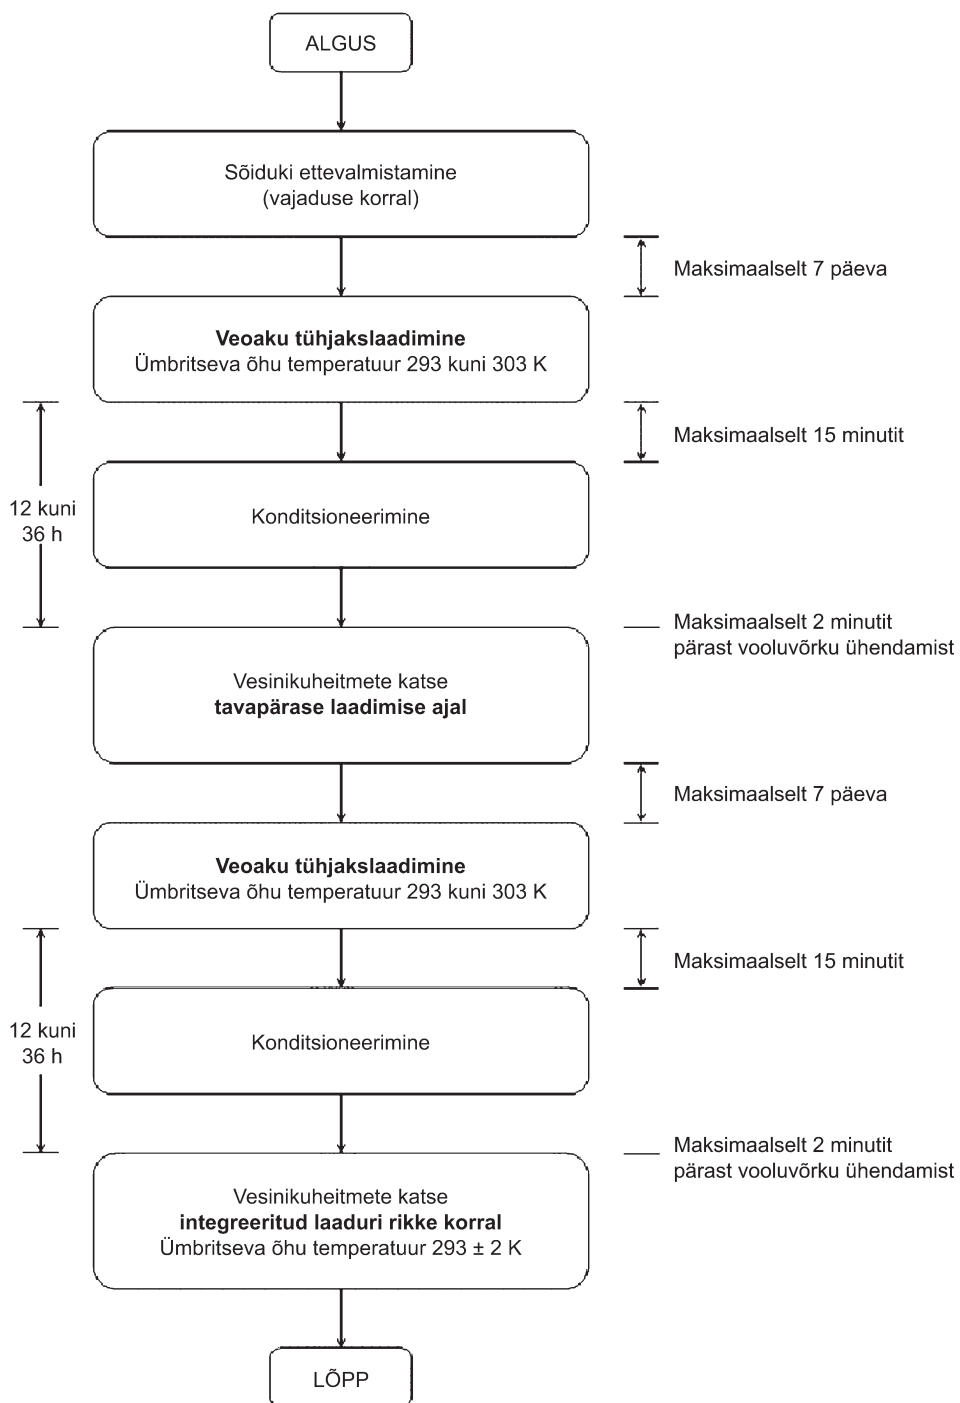 ALGUS
Sõiduki ettevalmistamine
(vajaduse korral)
Maksimaalselt 7 päeva
Veoaku tühjakslaadimine
Ümbritseva õhu temperatuur 293 kuni 303 K
Maksimaalselt 15 minutit
12 kuni
36 h
Konditsioneerimine
Maksimaalselt 2 minutit
pärast vooluvõrku ühendamist
Vesinikuheitmete katse
tavapärase laadimise ajal
Maksimaalselt 7 päeva
Veoaku tühjakslaadimine
Ümbritseva õhu temperatuur 293 kuni 303 K
Maksimaalselt 15 minutit
12 kuni
36 h
Konditsioneerimine
Maksimaalselt 2 minutit
pärast vooluvõrku ühendamist
Vesinikuheitmete katse
integreeritud laaduri rikke korral
Ümbritseva õhu temperatuur 293 ± 2 K
LÕPP